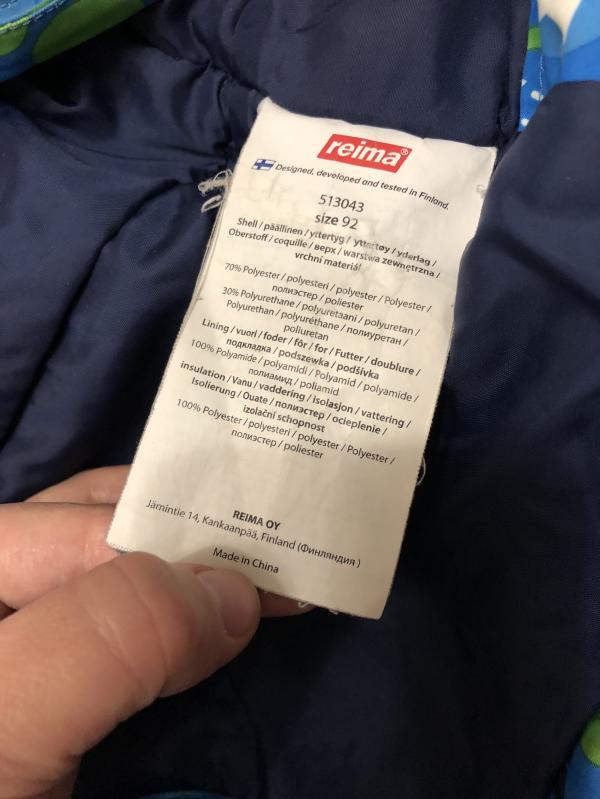 reima®
Designed, developed and tested in Finland.
513043
size 92
Shell / päällinen / yttertyg / yttertøy / yderlag /
Oberstoff / coquille / верх / warstwa zewnętrzna /
vrchní materiál
70% Polyester / polyesteri / polyester / Polyester /
полиэстер / poliester
30% Polyurethane / polyuretaani / polyuretan /
Polyurethan / polyuréthane / полиуретан /
poliuretan
Lining / vuori / foder / fôr / for / Futter / doublure /
подкладка / podszewka / podšívka
100% Polyamide / polyamidi / Polyamid / polyamide /
полиамид / poliamid
insulation / Vanu / vaddering / isolasjon / vattering /
Isolierung / Ouate / полиэстер / ocieplenie /
izolační schopnost
100% Polyester / polyesteri / polyester / Polyester /
полиэстер / poliester
REIMA OY
Jämintie 14, Kankaanpää, Finland (Финляндия )
Made in China